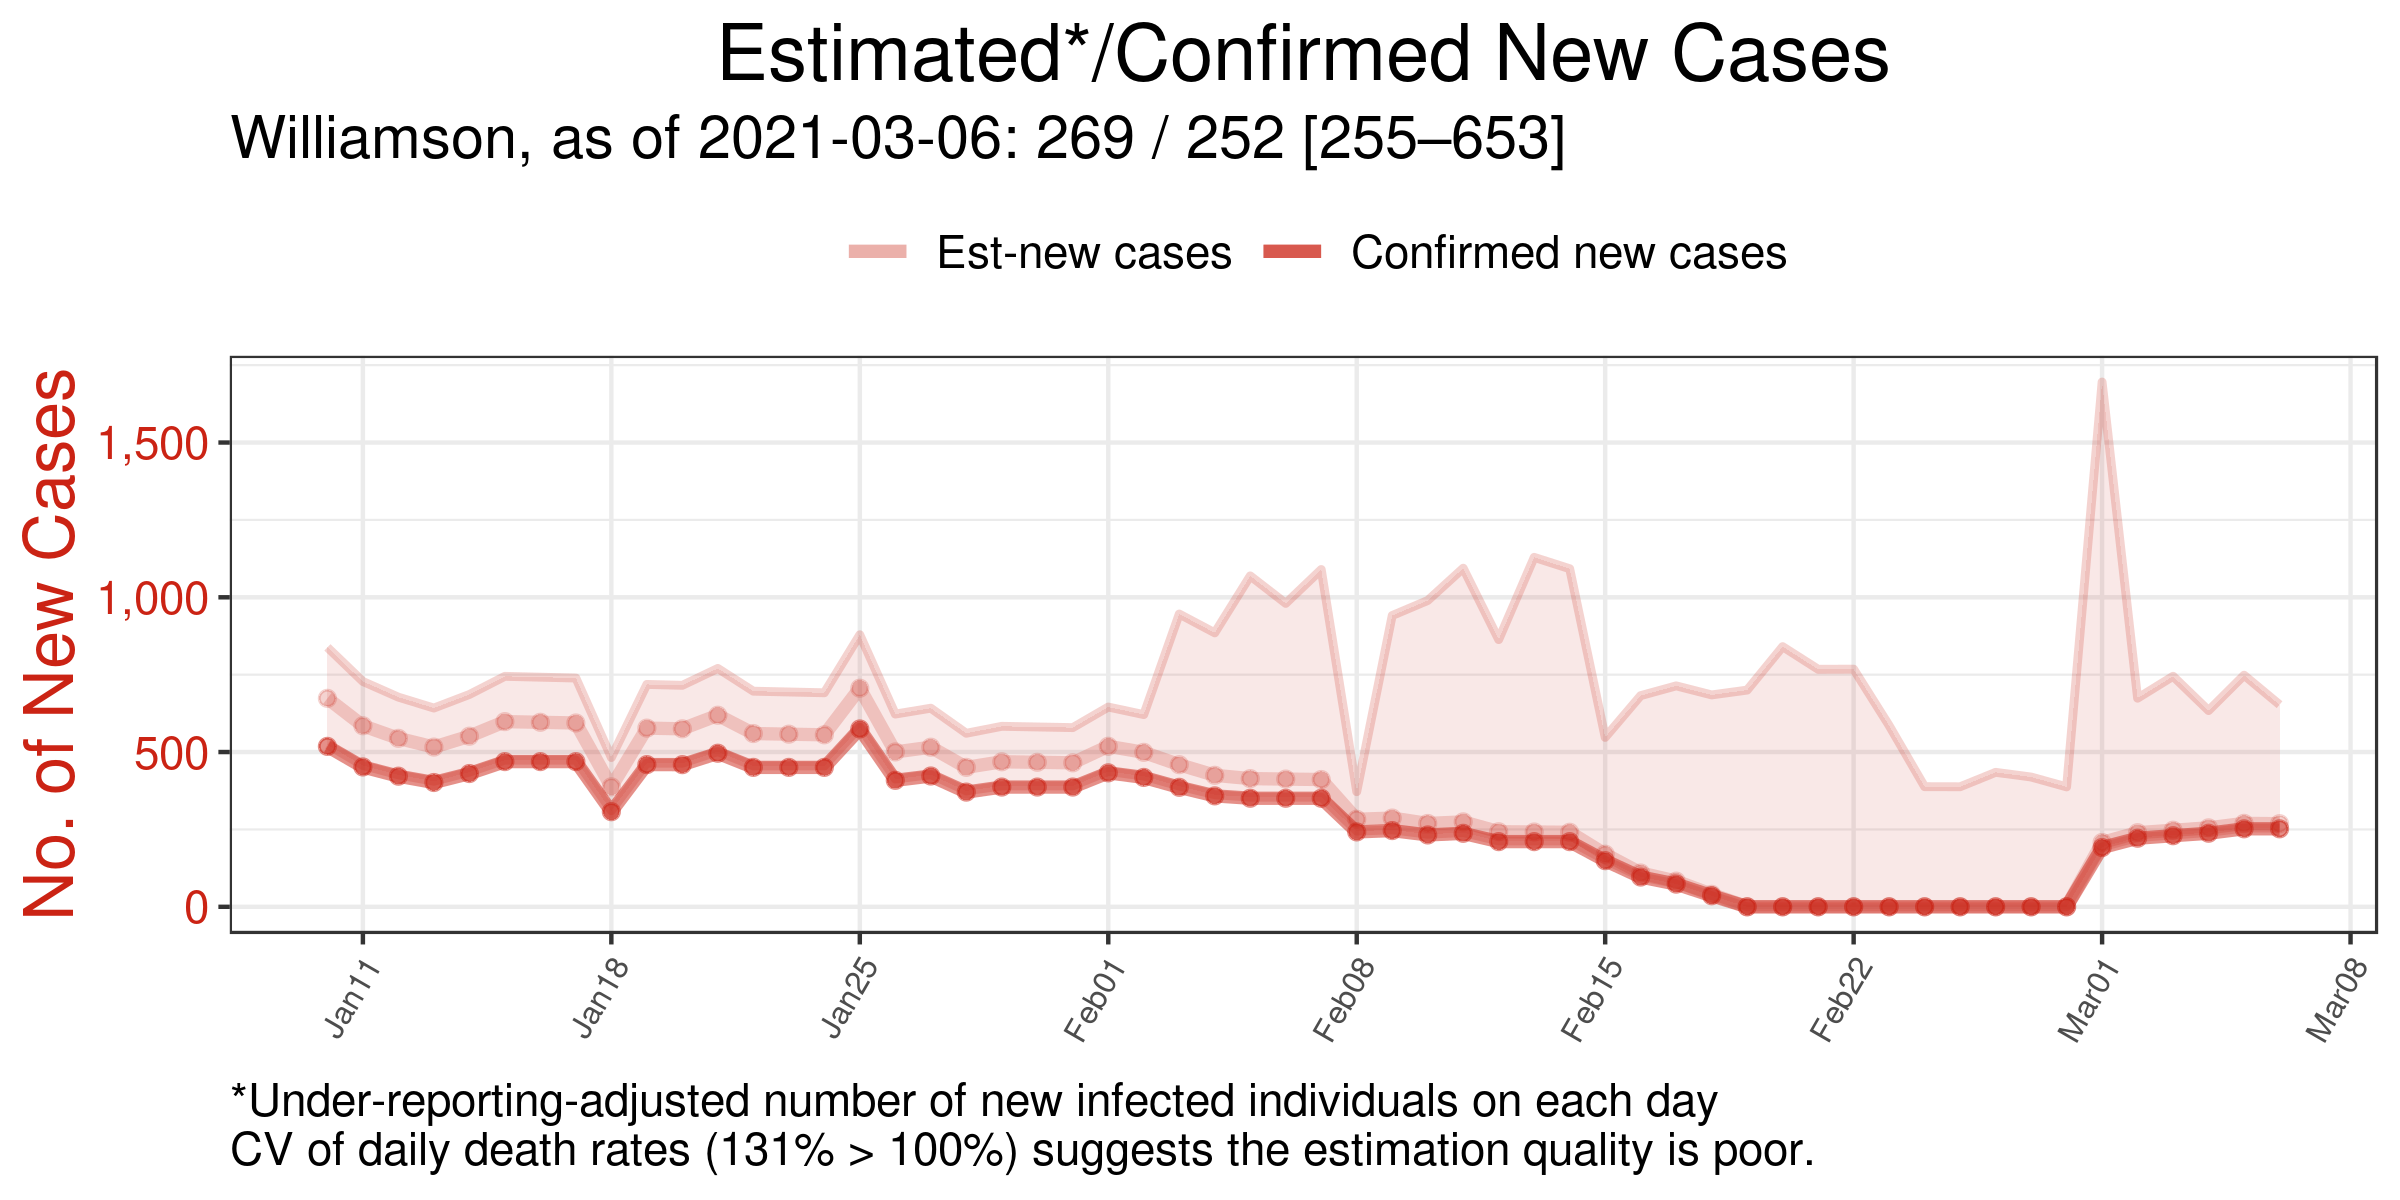 Estimated*/Confirmed New Cases
Williamson, as of 2021-03-06: 269 / 252 [255–653]
Est-new cases
Confirmed new cases
No. of New Cases
1,500
1,000
500
0
Jan11
Jan18
Jan25
Feb01
Feb08
Feb15
Feb22
Mar01
Mar08
*Under-reporting-adjusted number of new infected individuals on each day
CV of daily death rates (131% > 100%) suggests the estimation quality is poor.